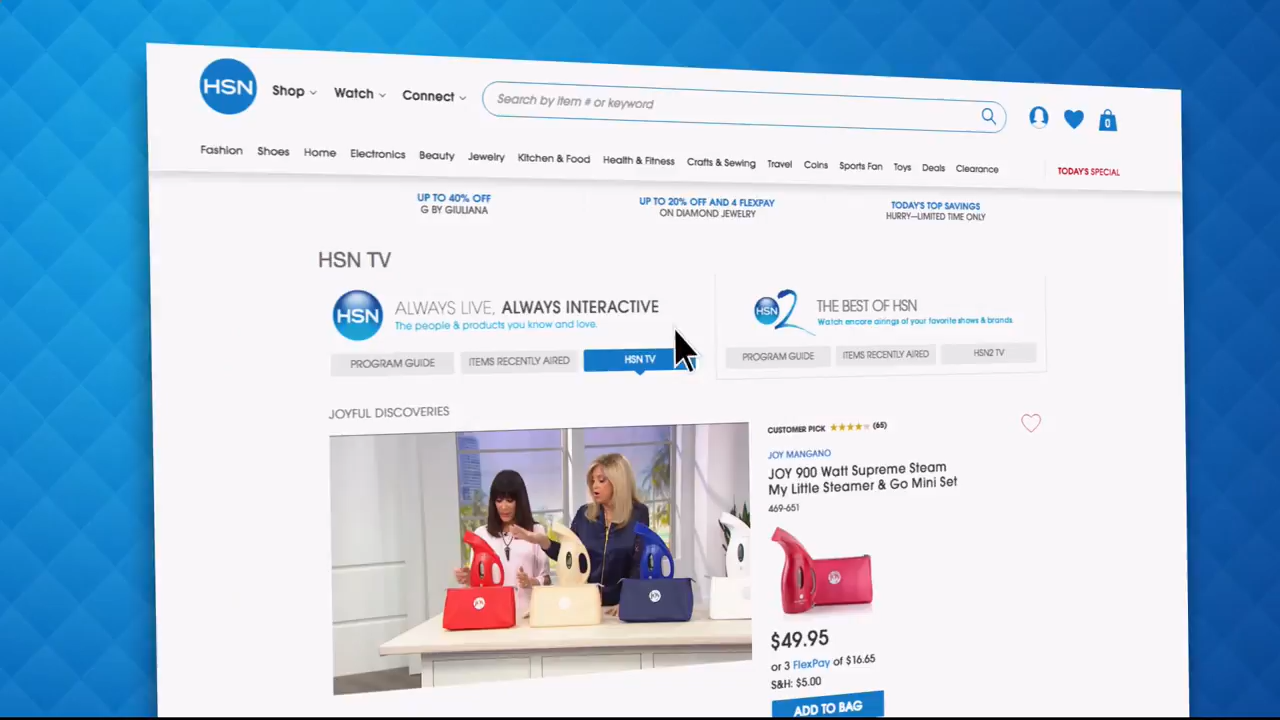 HSN
Shop
Watch
Connect
Search by item # or keyword
0
Fashion
Shoes
Home
Electronics
Beauty
Jewelry
Kitchen & Food
Health & Fitness
Crafts & Sewing
Travel
Coins
Sports Fan
Toys
Deals
Clearance
TODAY'S SPECIAL
UP TO 40% OFF
G BY GIULIANA
UP TO 20% OFF AND 4 FLEXPAY
ON DIAMOND JEWELRY
TODAY'S TOP SAVINGS
HURRY—LIMITED TIME ONLY
HSN TV
HSN
ALWAYS LIVE, ALWAYS INTERACTIVE
The people & products you know and love.
PROGRAM GUIDE
ITEMS RECENTLY AIRED
HSN TV
HSN2
THE BEST OF HSN
Watch encore airings of your favorite shows & brands.
PROGRAM GUIDE
ITEMS RECENTLY AIRED
HSN2 TV
JOYFUL DISCOVERIES
CUSTOMER PICK
(65)
JOY MANGANO
JOY 900 Watt Supreme Steam
My Little Steamer & Go Mini Set
469-651
$49.95
or 3 FlexPay of $16.65
S&H: $5.00
ADD TO BAG